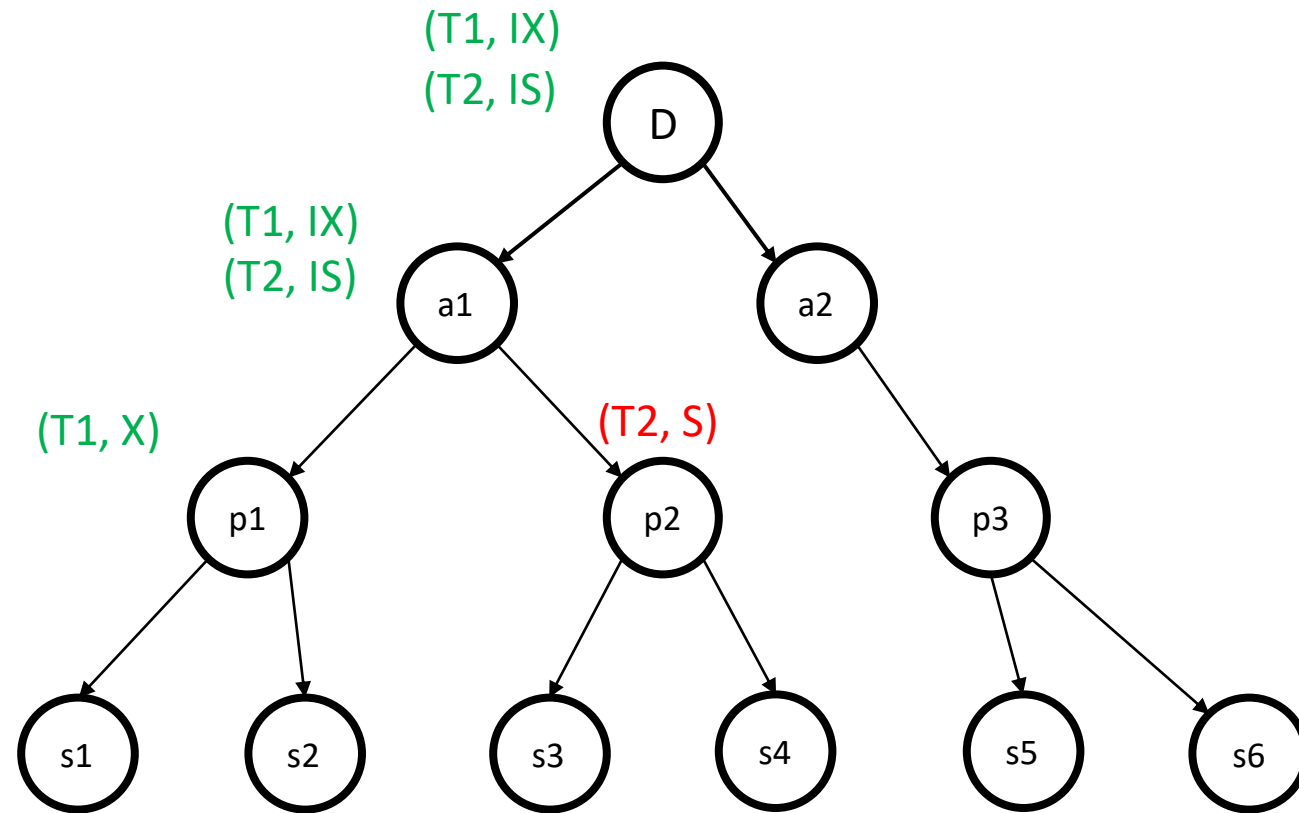 (T1, IX)
(T2, IS)
D
(T1, IX)
(T2, IS)
a1
a2
(T1, X)
(T2, S)
p1
p2
p3
s1
s2
s3
s4
s5
s6